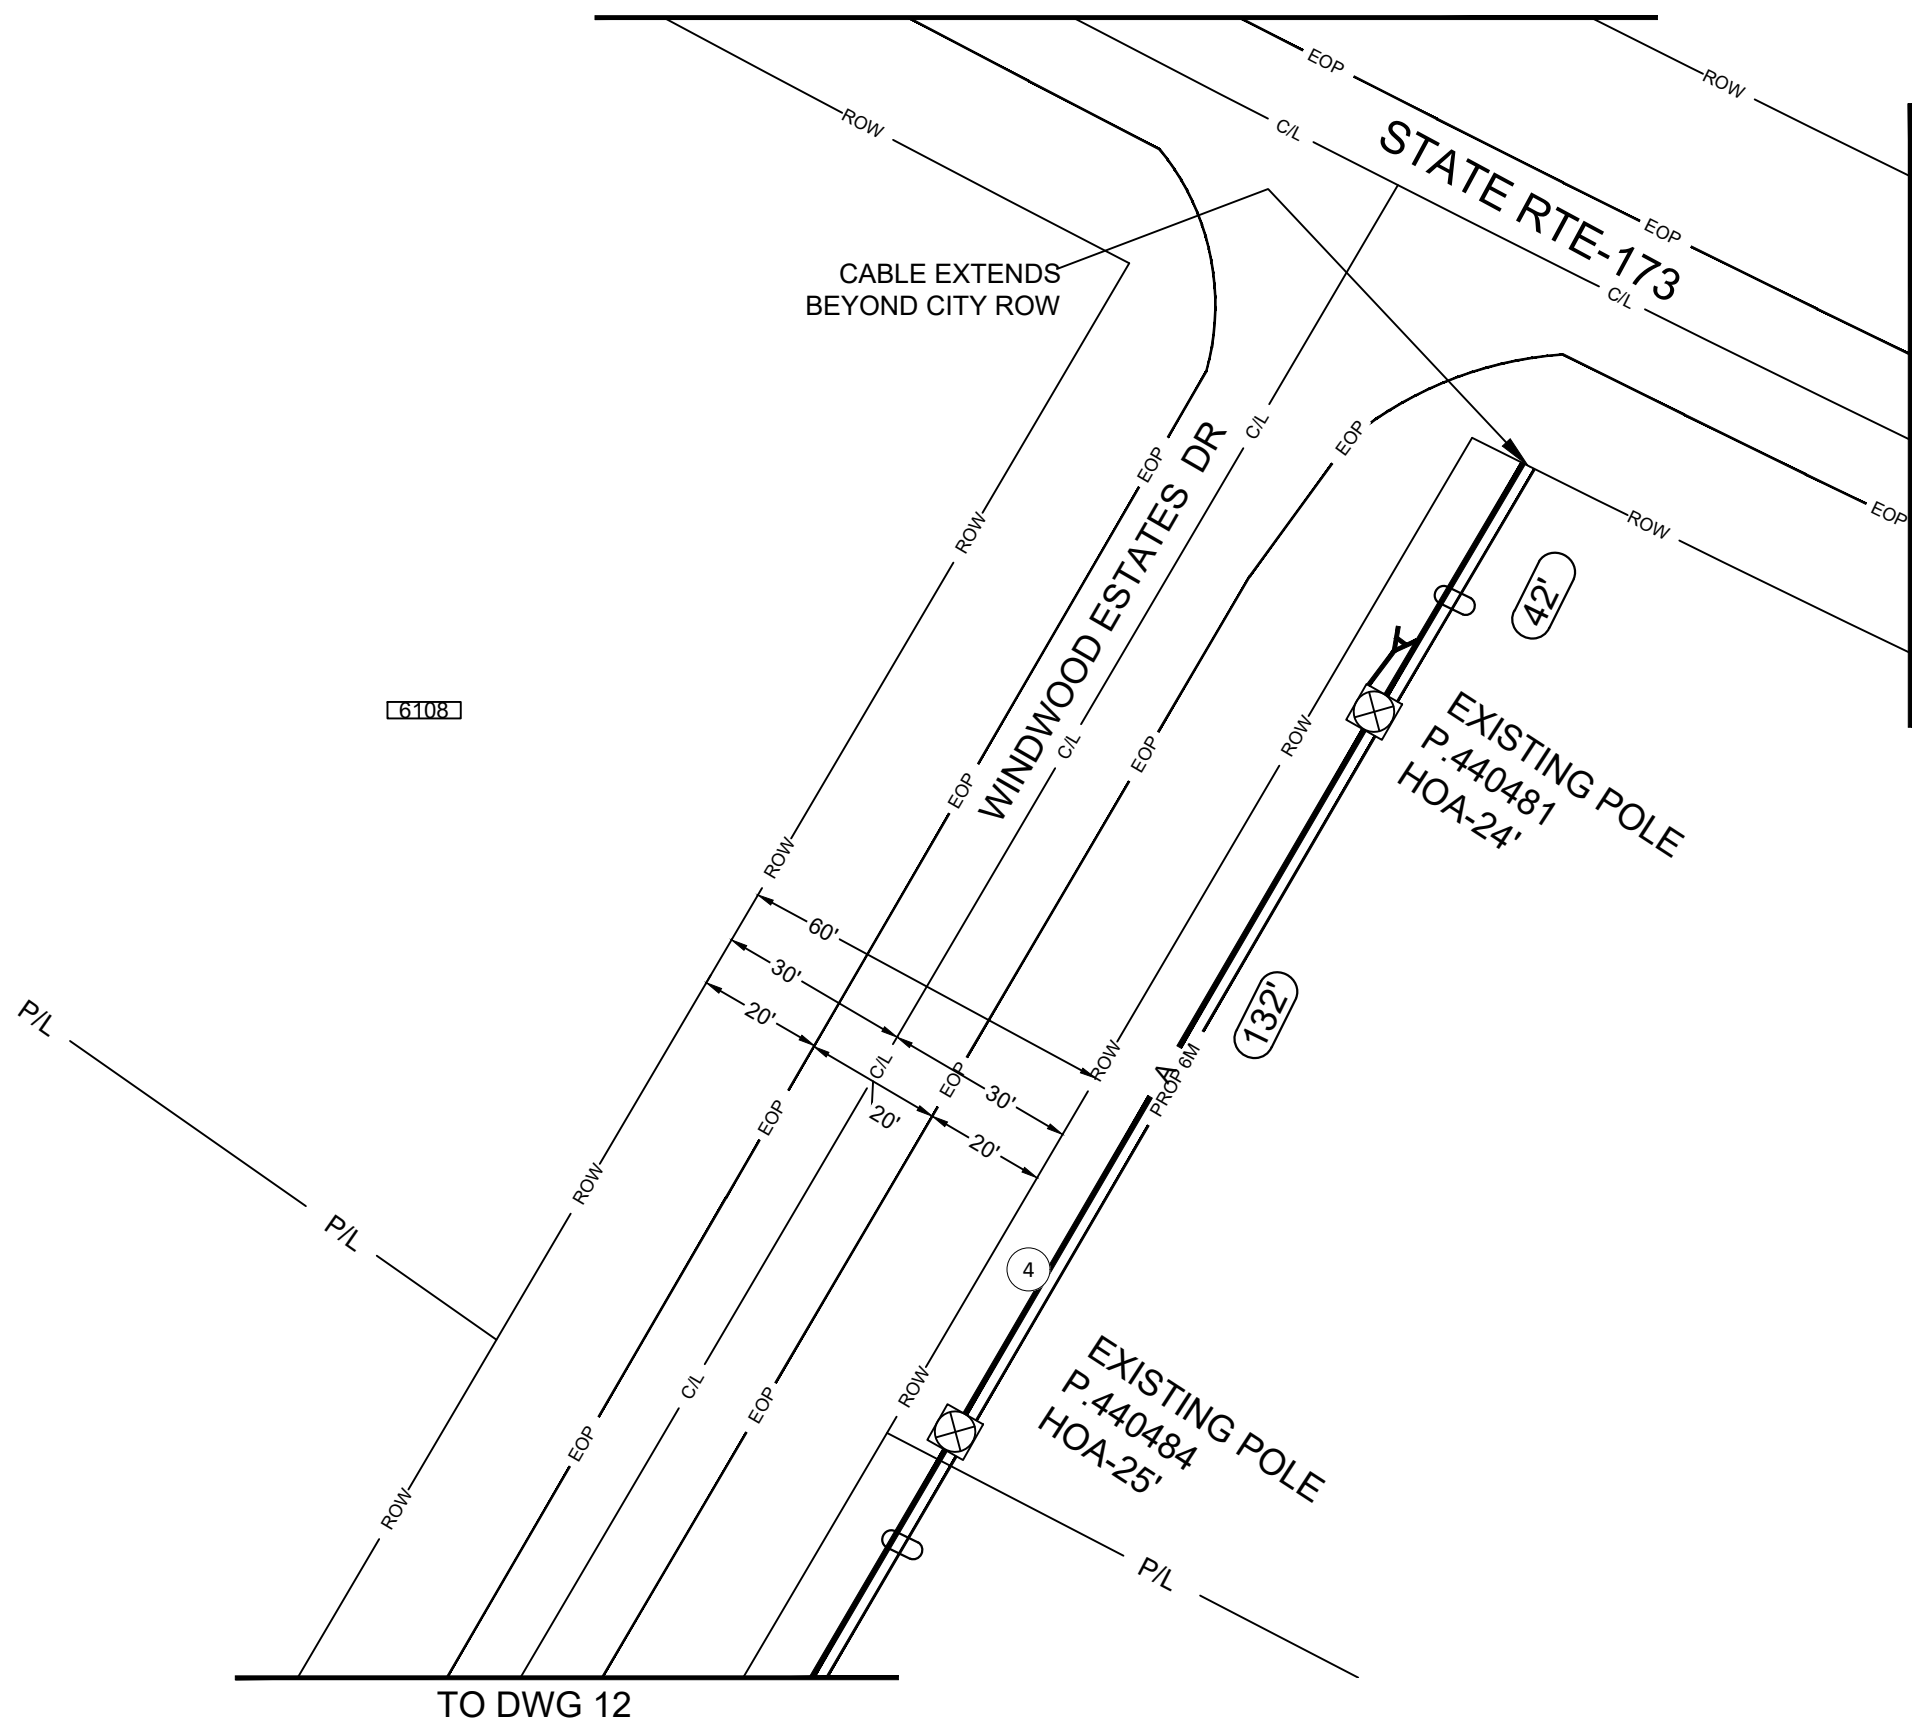 EOP
ROW
ROW
C/L
STATE RTE-173
EOP
C/L
CABLE EXTENDS
BEYOND CITY ROW
EOP
C/L
EOP
ROW
EOP
ROW
WINDWOOD ESTATES DR
42'
A
6108
ROW
C/L
EOP
EXISTING POLE
P.440481
HOA-24'
EOP
ROW
60'
30'
20'
P/L
132'
ROW
A
PROP 6M
C/L
EOP
30'
20'
20'
EOP
ROW
P/L
4
C/L
ROW
EOP
EXISTING POLE
P.440484
HOA-25'
EOP
ROW
P/L
TO DWG 12